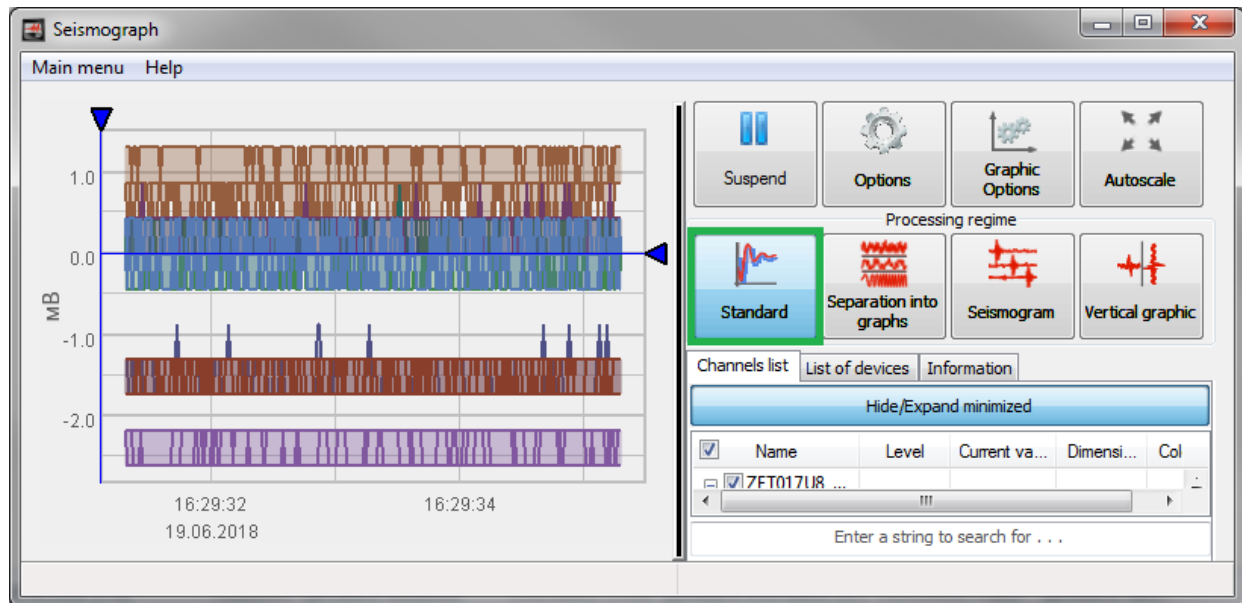 Seismograph
Main menu Help
1.0
0.0
-1.0
-2.0
мВ
16:29:32
19.06.2018
16:29:34
Suspend
Options
Graphic
Options
Autoscale
Processing regime
Standard
Separation into
graphs
Seismogram
Vertical graphic
Channels list
List of devices
Information
Hide/Expand minimized
Name Level Current va... Dimensi... Col
ZET017U8 ...
Enter a string to search for . . .